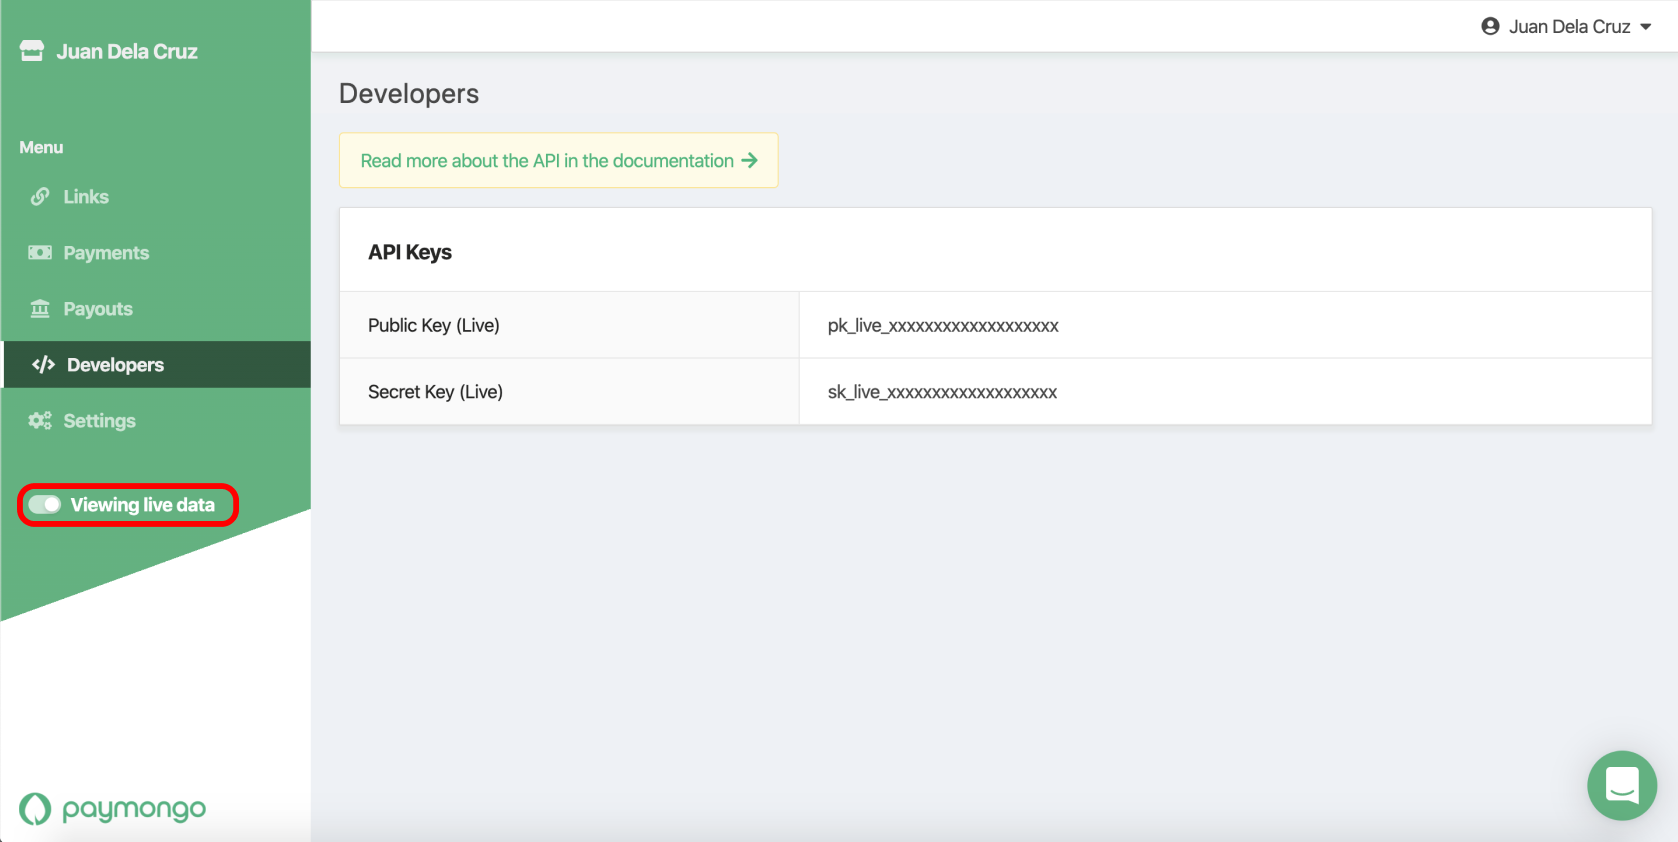 Juan Dela Cruz
Juan Dela Cruz
Menu
Links
Payments
Payouts
Developers
Settings
Viewing live data
paymongo
Developers
Read more about the API in the documentation
API Keys
Public Key (Live) pk_live_xxxxxxxxxxxxxxxxxxx
Secret Key (Live) sk_live_xxxxxxxxxxxxxxxxxxx